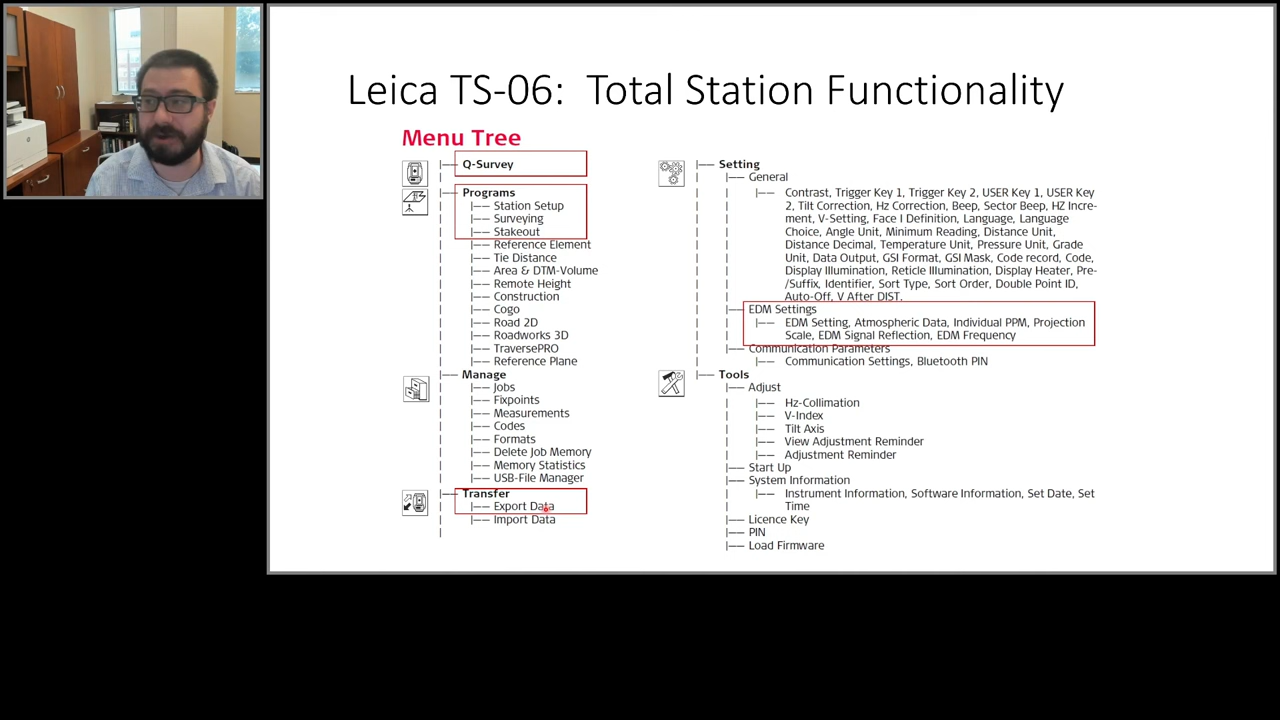 Leica TS-06: Total Station Functionality
Menu Tree
Q-Survey
Programs
Station Setup
Surveying
Stakeout
Reference Element
Tie Distance
Area & DTM-Volume
Remote Height
Construction
Cogo
Road 2D
Roadworks 3D
TraversePRO
Reference Plane
Manage
Jobs
Fixpoints
Measurements
Codes
Formats
Delete Job Memory
Memory Statistics
USB-File Manager
Transfer
Export Data
Import Data
Setting
General
Contrast, Trigger Key 1, Trigger Key 2, USER Key 1, USER Key
2, Tilt Correction, Hz Correction, Beep, Sector Beep, HZ Incre-
ment, V-Setting, Face I Definition, Language, Language
Choice, Angle Unit, Minimum Reading, Distance Unit,
Distance Decimal, Temperature Unit, Pressure Unit, Grade
Unit, Data Output, GSI Format, GSI Mask, Code record, Code,
Display Illumination, Reticle Illumination, Display Heater, Pre-
/Suffix, Identifier, Sort Type, Sort Order, Double Point ID,
Auto-Off, V After DIST.
EDM Settings
EDM Setting, Atmospheric Data, Individual PPM, Projection
Scale, EDM Signal Reflection, EDM Frequency
Communication Parameters
Communication Settings, Bluetooth PIN
Tools
Adjust
Hz-Collimation
V-Index
Tilt Axis
View Adjustment Reminder
Adjustment Reminder
Start Up
System Information
Instrument Information, Software Information, Set Date, Set
Time
Licence Key
PIN
Load Firmware